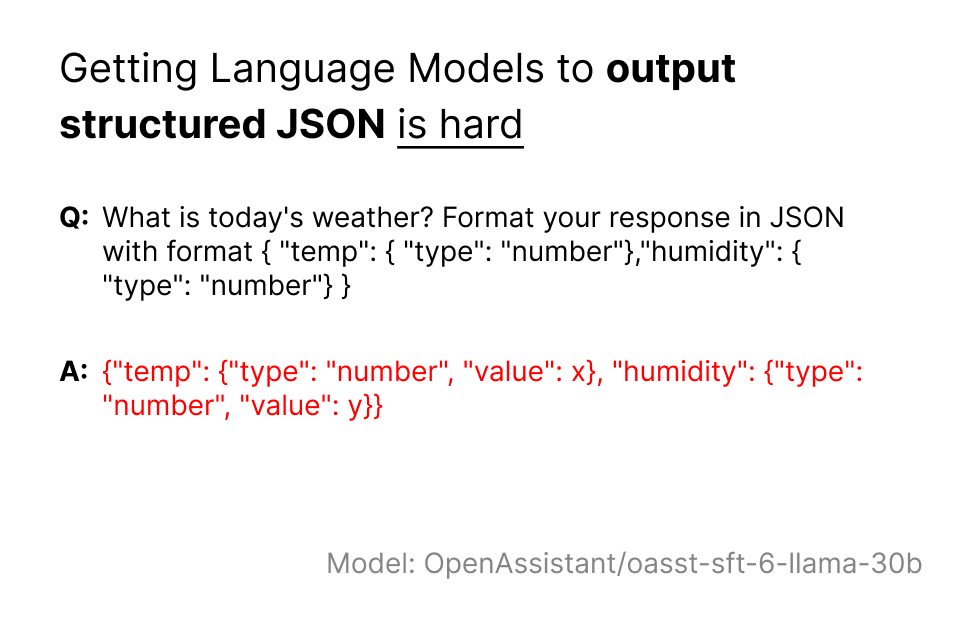 Getting Language Models to output
structured JSON is hard
Q: What is today's weather? Format your response in JSON
with format { "temp": { "type": "number"},"humidity": {
"type": "number"} }
A: {"temp": {"type": "number", "value": x}, "humidity": {"type":
"number", "value": y}}
Model: OpenAssistant/oasst-sft-6-llama-30b